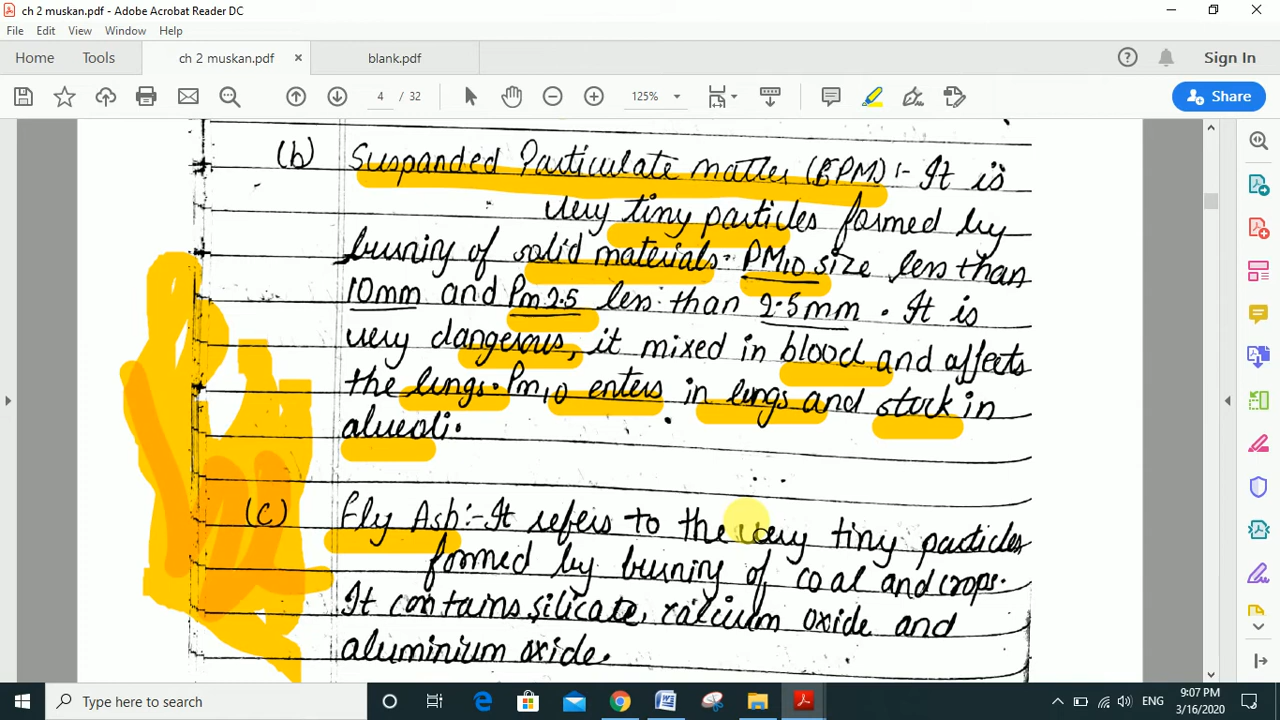 ch 2 muskan.pdf - Adobe Acrobat Reader DC
File Edit View Window Help
Home Tools ch 2 muskan.pdf × blank.pdf Sign In
4 / 32 125% Share
(b) Suspanded Particulate matter (SPM):- It is
very tiny particles formed by
burning of solid materials. PM10 size less than
10mm and Pm 2.5 less than 2.5mm. It is
very dangerous, it mixed in blood and affects
the lungs. Pm10 enters in lungs and stuck in
alveoli.
(c) Fly Ash:- It refers to the very tiny particles
formed by burning of coal and crops.
It contains silicate, calcium oxide and
aluminium oxide.
Type here to search
ENG
9:07 PM
3/16/2020